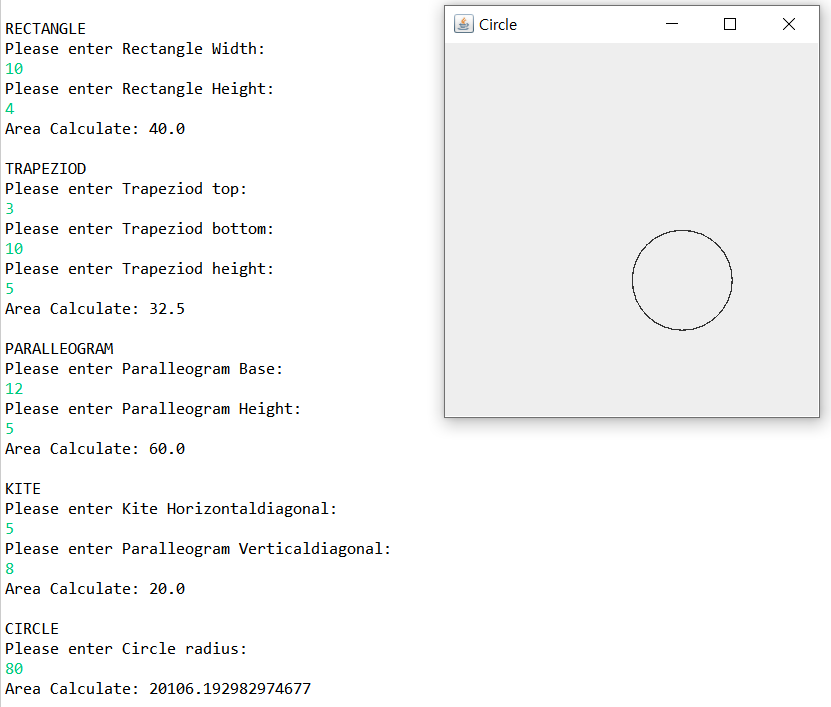 RECTANGLE
Please enter Rectangle Width:
10
Please enter Rectangle Height:
4
Area Calculate: 40.0
TRAPEZIOD
Please enter Trapeziod top:
3
Please enter Trapeziod bottom:
10
Please enter Trapeziod height:
5
Area Calculate: 32.5
PARALLEOGRAM
Please enter Paralleogram Base:
12
Please enter Paralleogram Height:
5
Area Calculate: 60.0
KITE
Please enter Kite Horizontaldiagonal:
5
Please enter Paralleogram Verticaldiagonal:
8
Area Calculate: 20.0
CIRCLE
Please enter Circle radius:
80
Area Calculate: 20106.192982974677
Circle